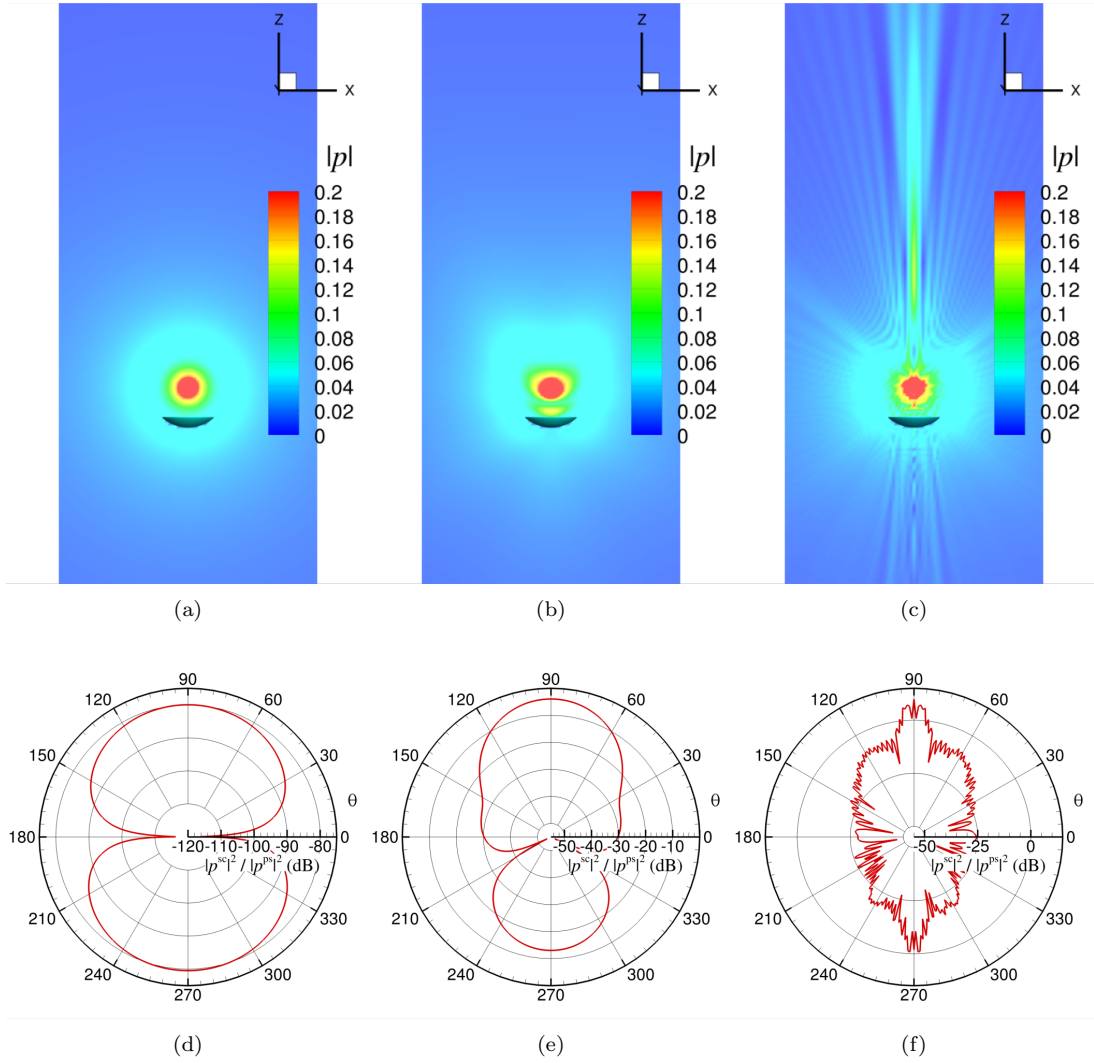 Z
X
Y
|p|
0.2
0.18
0.16
0.14
0.12
0.1
0.08
0.06
0.04
0.02
0
Z
X
Y
|p|
0.2
0.18
0.16
0.14
0.12
0.1
0.08
0.06
0.04
0.02
0
Z
X
Y
|p|
0.2
0.18
0.16
0.14
0.12
0.1
0.08
0.06
0.04
0.02
0
(a)
(b)
(c)
90
120 60
150 30
θ
180 -120 -110 -100 -90 -80 0
|p^sc|^2 / |p^ps|^2 (dB)
210 330
240 300
270
90
120 60
150 30
θ
180 -50 -40 -30 -20 -10 0
|p^sc|^2 / |p^ps|^2 (dB)
210 330
240 300
270
90
120 60
150 30
θ
180 -50 -25 0 0
|p^sc|^2 / |p^ps|^2 (dB)
210 330
240 300
270
(d)
(e)
(f)